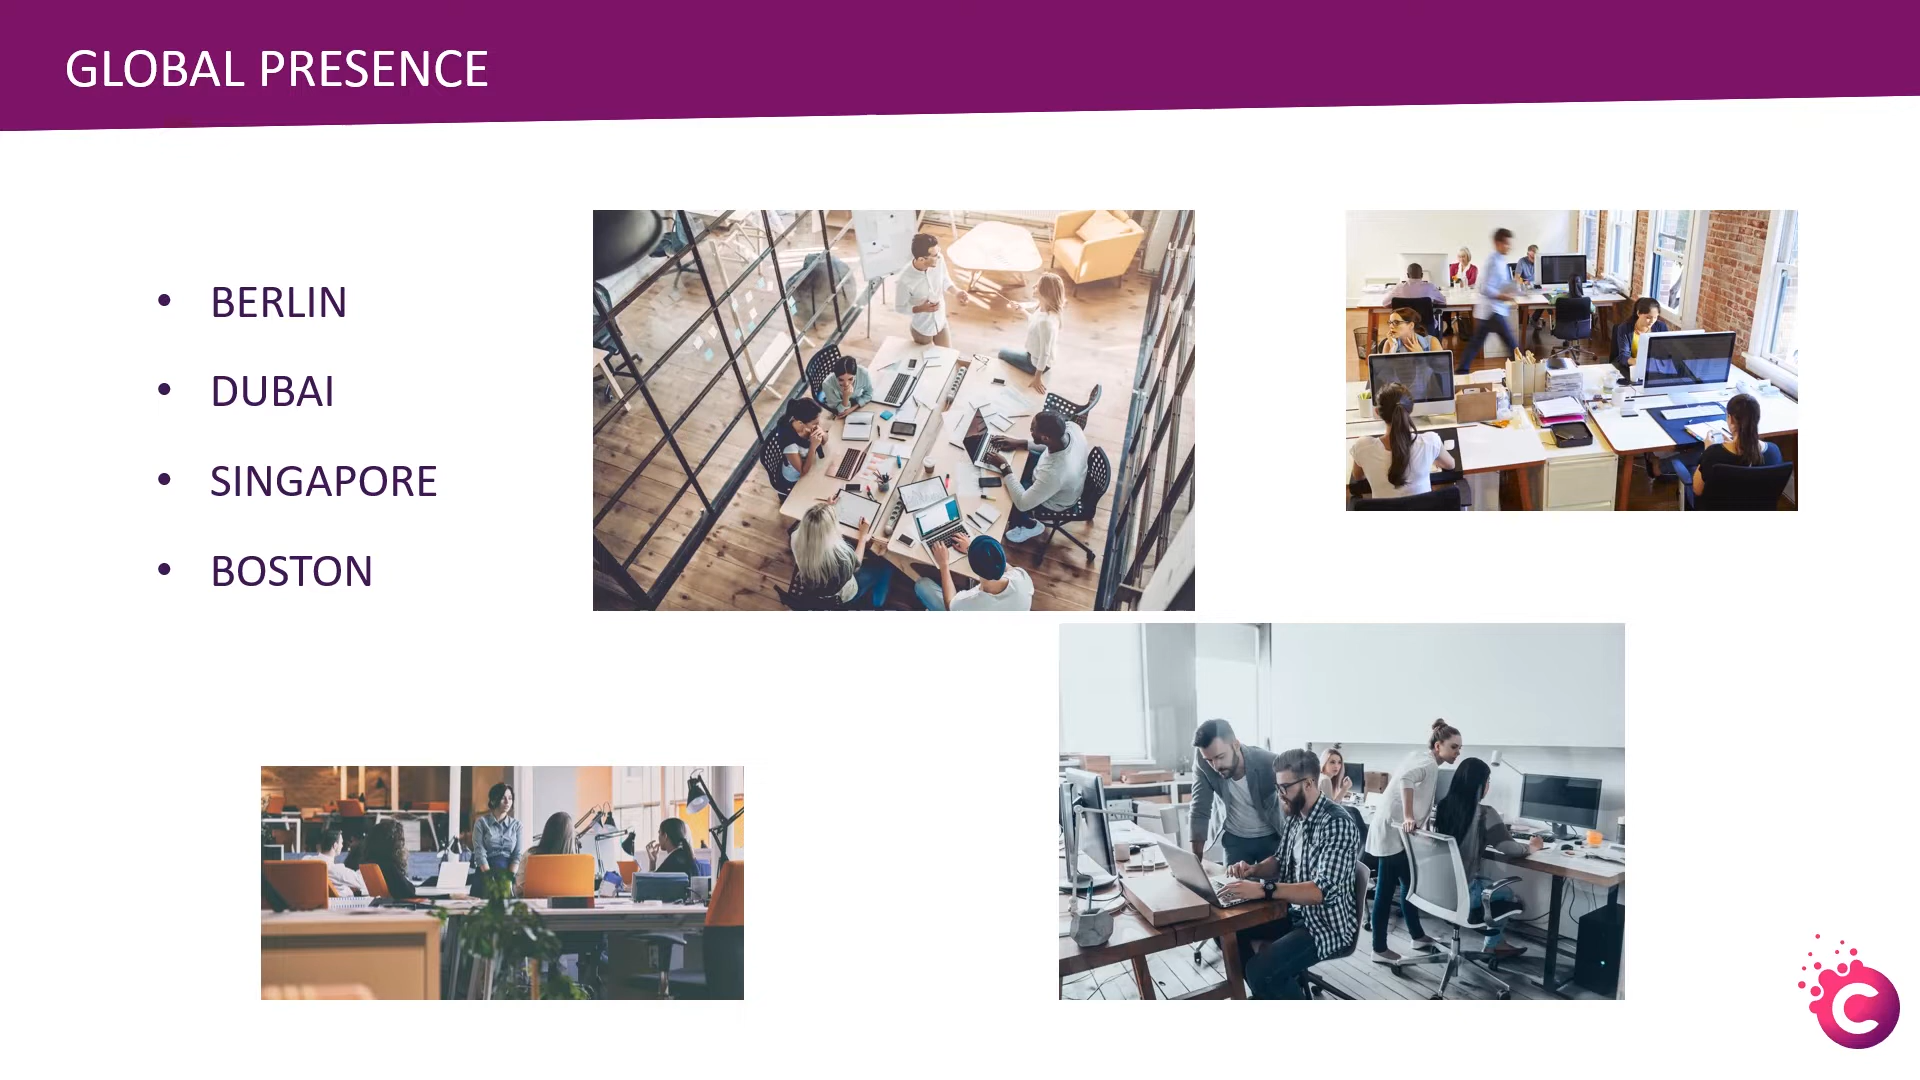 GLOBAL PRESENCE
• BERLIN
• DUBAI
• SINGAPORE
• BOSTON
C